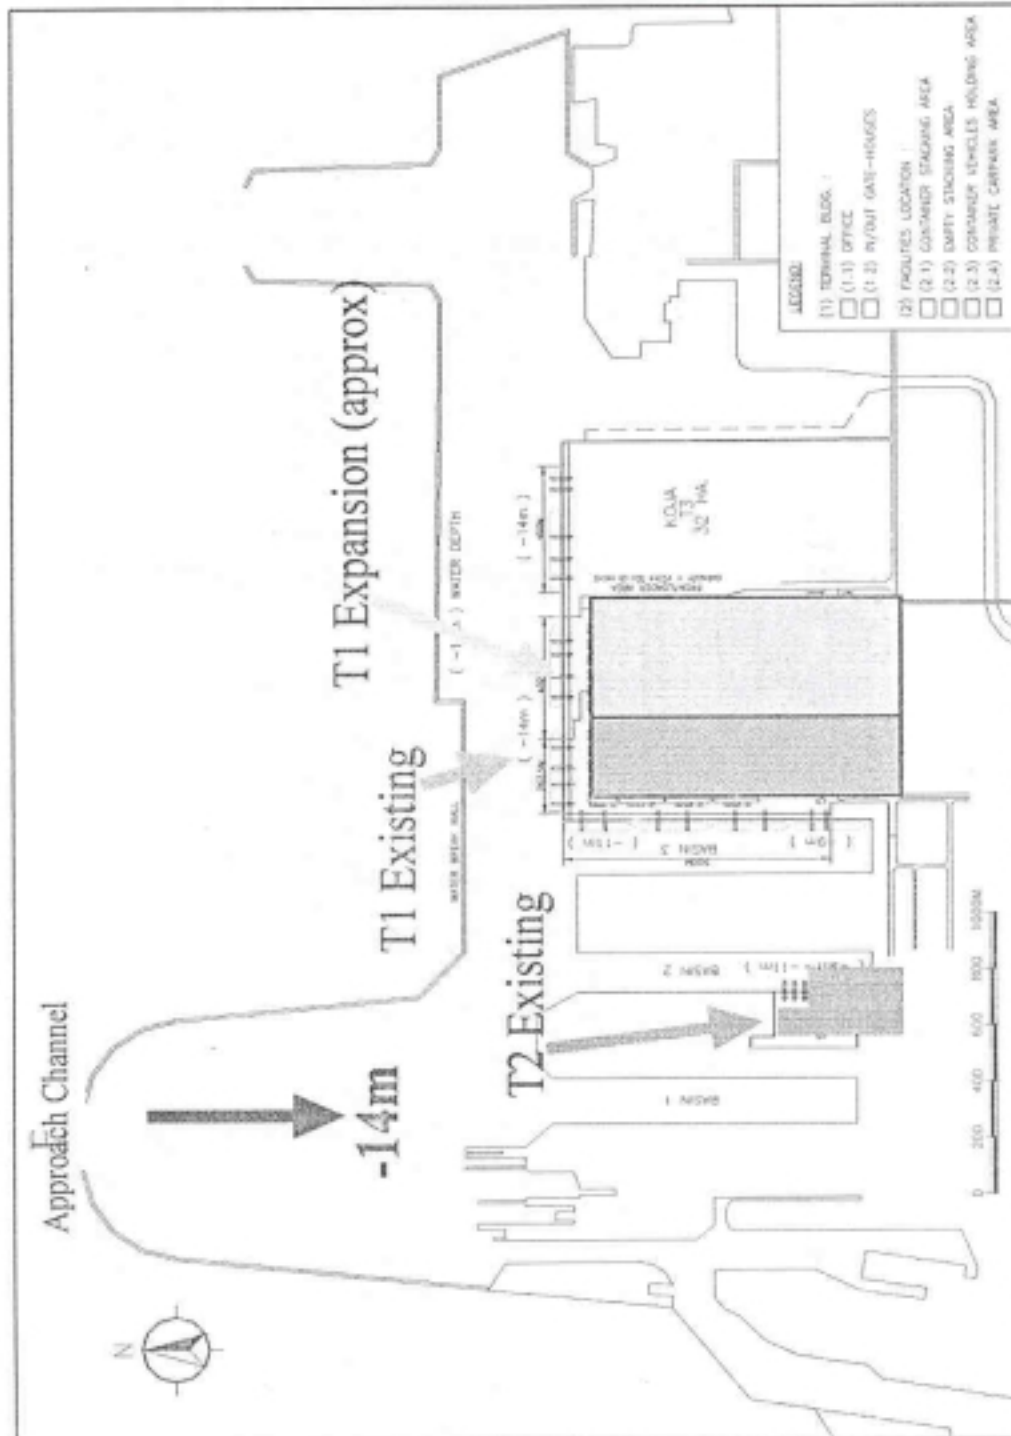 Approach Channel
N
-14m
T1 Existing
T1 Expansion (approx)
T2 Existing
WATER DEPTH
( -14m )
( -14m )
KOJA
T3
32 HA.
BASIN 3
( -11m )
BASIN 2
BASIN 1
0 200 400 600 800 1000M
LEGEND:
(1) TERMINAL BLDG. :
(1.1) OFFICE
(1.2) IN/OUT GATE-HOUSES
(2) FACILITIES LOCATION :
(2.1) CONTAINER STACKING AREA
(2.2) EMPTY STACKING AREA
(2.3) CONTAINER VEHICLES HOLDING AREA
(2.4) PRIVATE CARPARK AREA